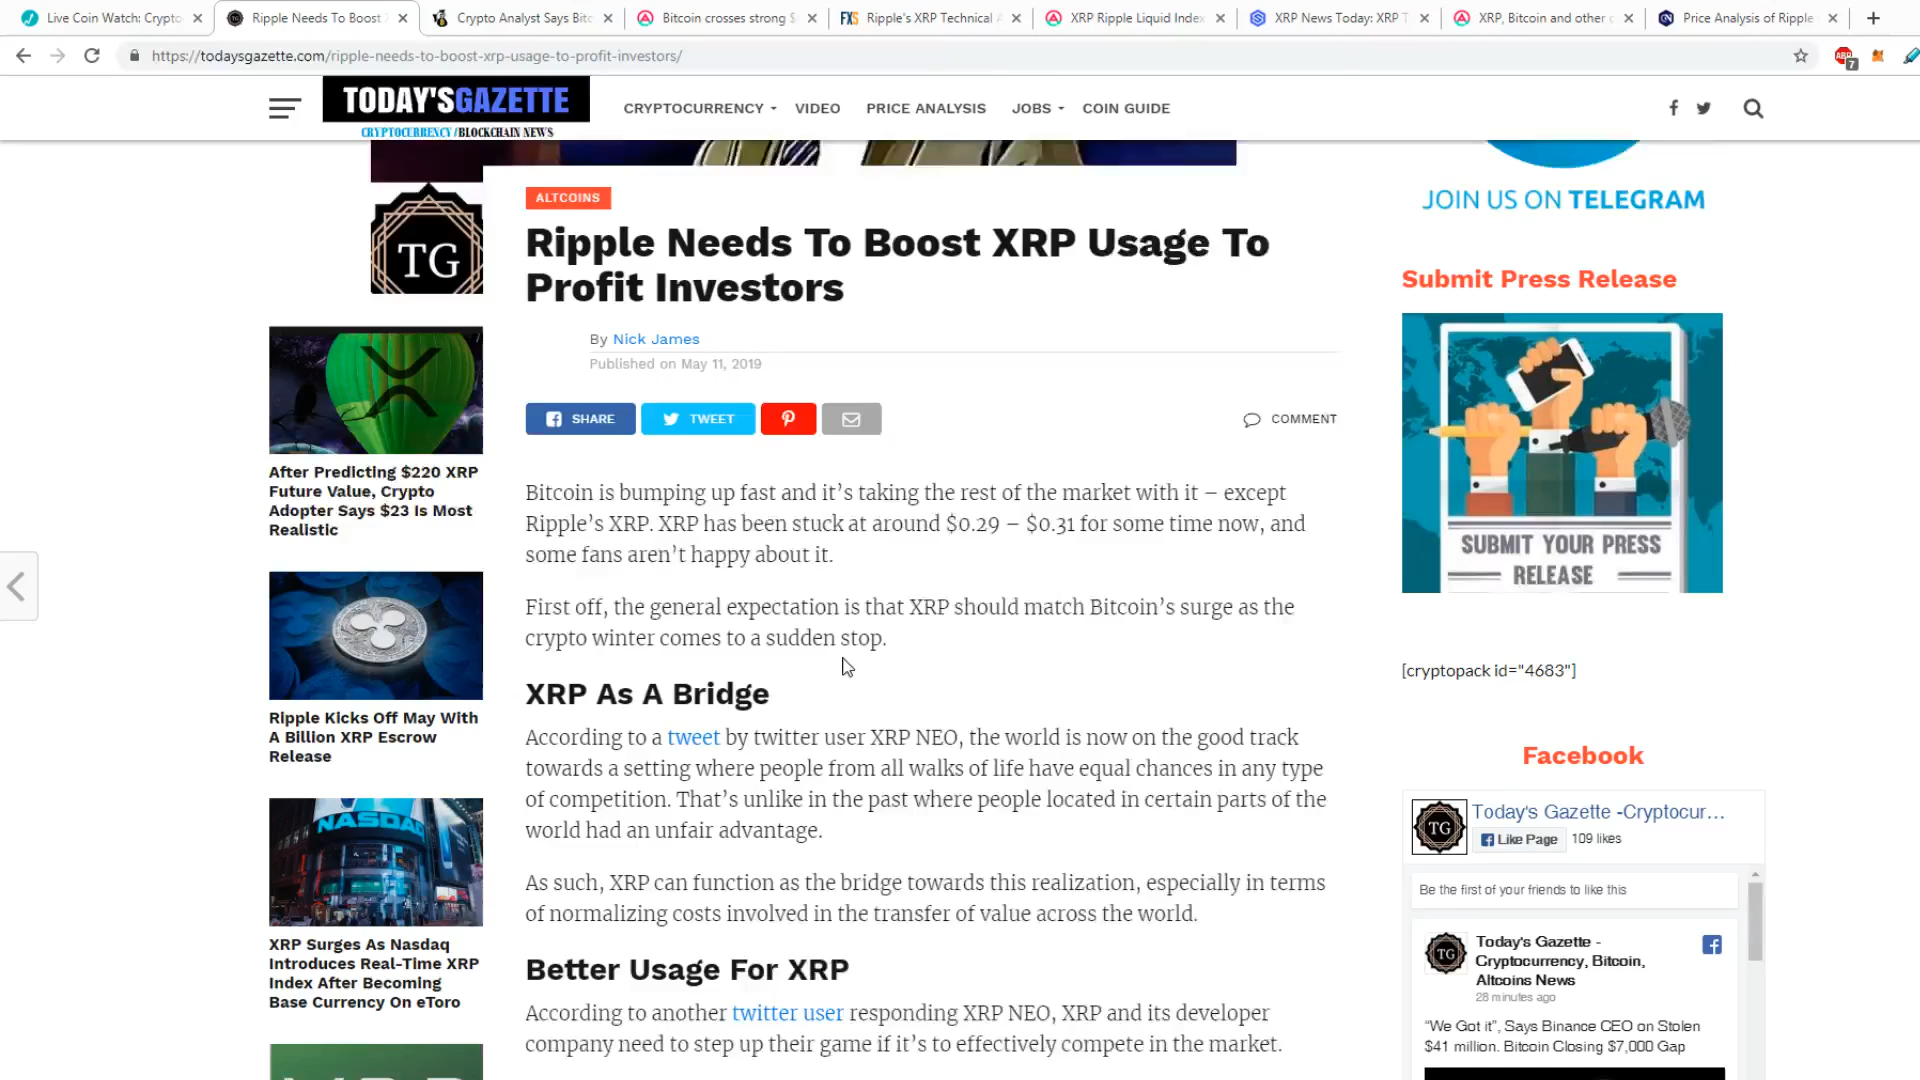 Live Coin Watch: Crypto
Ripple Needs To Boost
Crypto Analyst Says Bitc
Bitcoin crosses strong $
FXS
Ripple's XRP Technical A
XRP Ripple Liquid Index
XRP News Today: XRP T
XRP, Bitcoin and other c
Price Analysis of Ripple
https://todaysgazette.com/ripple-needs-to-boost-xrp-usage-to-profit-investors/
ABP
7
TODAY'SGAZETTE
CRYPTOCURRENCY /BLOCKCHAIN NEWS
CRYPTOCURRENCY
VIDEO
PRICE ANALYSIS
JOBS
COIN GUIDE
TG
ALTCOINS
Ripple Needs To Boost XRP Usage To
Profit Investors
By Nick James
Published on May 11, 2019
SHARE
TWEET
COMMENT
Bitcoin is bumping up fast and it's taking the rest of the market with it – except
Ripple's XRP. XRP has been stuck at around $0.29 – $0.31 for some time now, and
some fans aren't happy about it.
First off, the general expectation is that XRP should match Bitcoin's surge as the
crypto winter comes to a sudden stop.
XRP As A Bridge
According to a tweet by twitter user XRP NEO, the world is now on the good track
towards a setting where people from all walks of life have equal chances in any type
of competition. That's unlike in the past where people located in certain parts of the
world had an unfair advantage.
As such, XRP can function as the bridge towards this realization, especially in terms
of normalizing costs involved in the transfer of value across the world.
Better Usage For XRP
According to another twitter user responding XRP NEO, XRP and its developer
company need to step up their game if it's to effectively compete in the market.
After Predicting $220 XRP
Future Value, Crypto
Adopter Says $23 Is Most
Realistic
Ripple Kicks Off May With
A Billion XRP Escrow
Release
NASDAQ
XRP Surges As Nasdaq
Introduces Real-Time XRP
Index After Becoming
Base Currency On eToro
JOIN US ON TELEGRAM
Submit Press Release
SUBMIT YOUR PRESS
RELEASE
[cryptopack id="4683"]
Facebook
TG
Today's Gazette -Cryptocur...
Like Page
109 likes
Be the first of your friends to like this
TG
Today's Gazette -
Cryptocurrency, Bitcoin,
Altcoins News
28 minutes ago
“We Got it”, Says Binance CEO on Stolen
$41 million. Bitcoin Closing $7,000 Gap